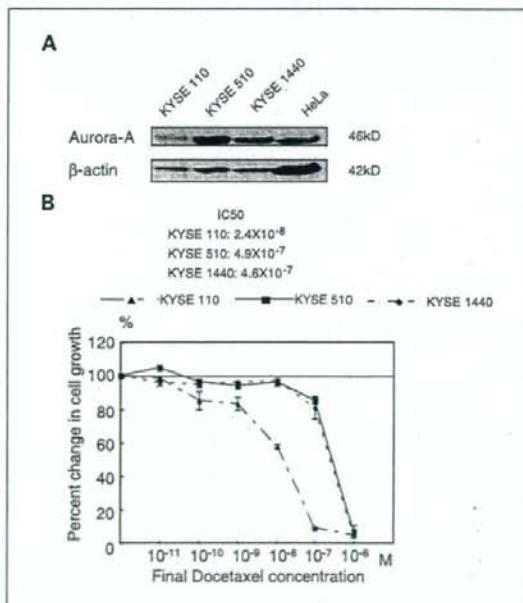 A
KYSE 110
KYSE 510
KYSE 1440
HeLa
Aurora-A 46kD
β-actin 42kD
B
IC50
KYSE 110: 2.4X10⁻⁸
KYSE 510: 4.9X10⁻⁷
KYSE 1440: 4.6X10⁻⁷
KYSE 110 KYSE 510 KYSE 1440
%
Percent change in cell growth
120
100
80
60
40
20
0
10⁻¹¹ 10⁻¹⁰ 10⁻⁹ 10⁻⁸ 10⁻⁷ 10⁻⁶ M
Final Docetaxel concentration